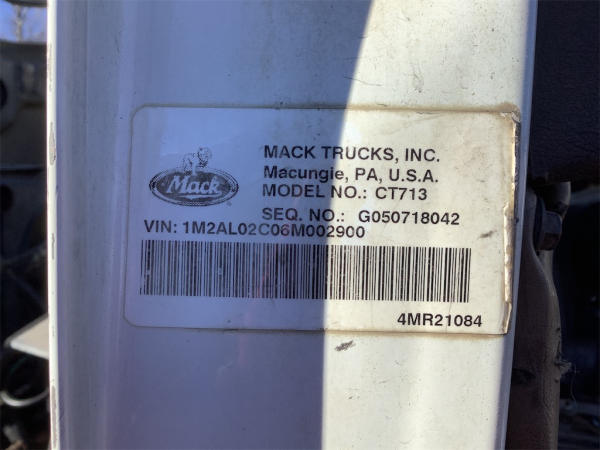 Mack
MACK TRUCKS, INC.
Macungie, PA, U.S.A.
MODEL NO.: CT713
SEQ. NO.: G050718042
VIN: 1M2AL02C06M002900
4MR21084